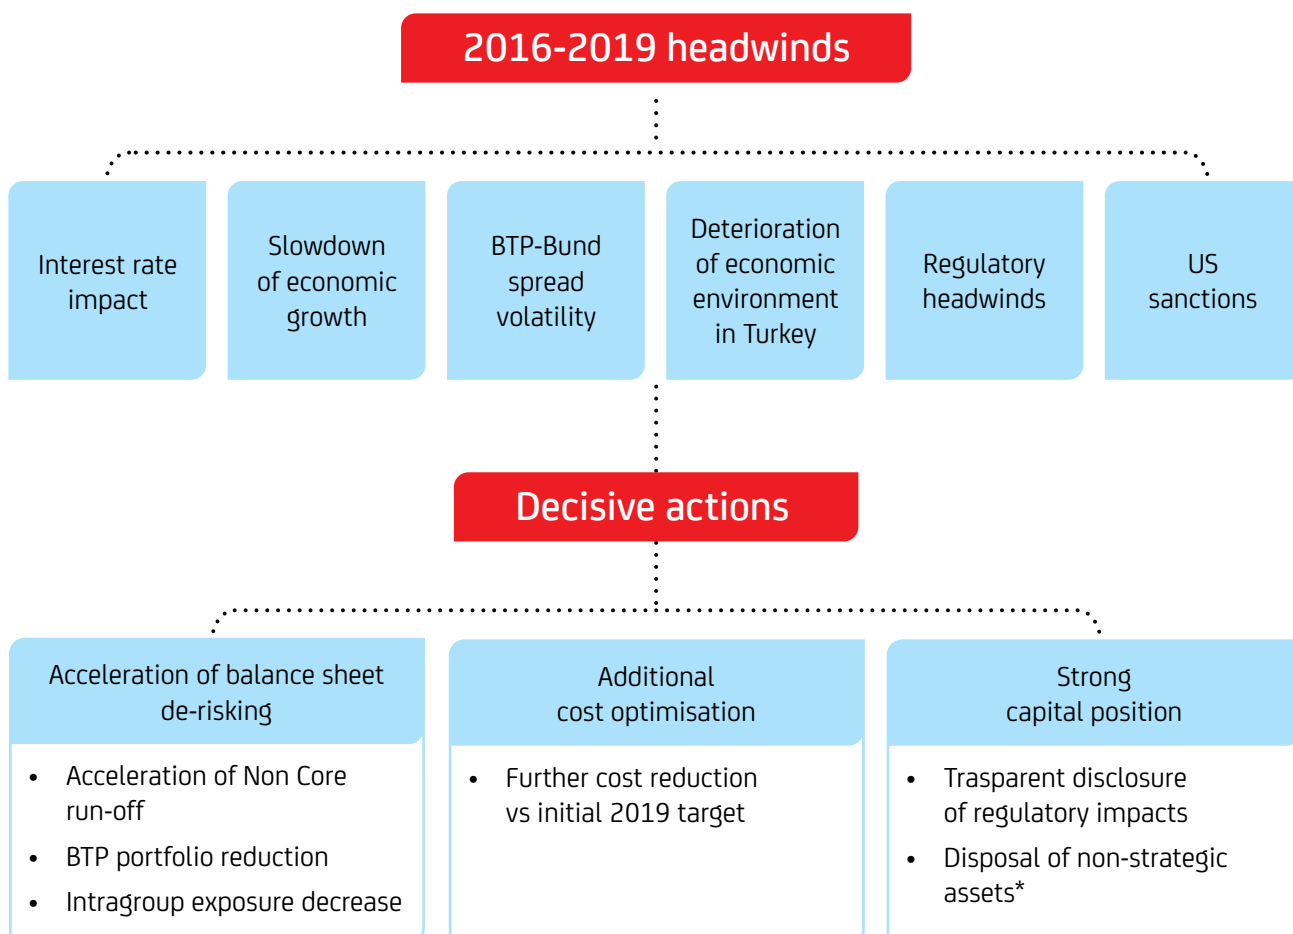 2016-2019 headwinds
Interest rate
impact
Slowdown
of economic
growth
BTP-Bund
spread
volatility
Deterioration
of economic
environment
in Turkey
Regulatory
headwinds
US
sanctions
Decisive actions
Acceleration of balance sheet
de-risking
• Acceleration of Non Core
run-off
• BTP portfolio reduction
• Intragroup exposure decrease
Additional
cost optimisation
• Further cost reduction
vs initial 2019 target
Strong
capital position
• Trasparent disclosure
of regulatory impacts
• Disposal of non-strategic
assets*